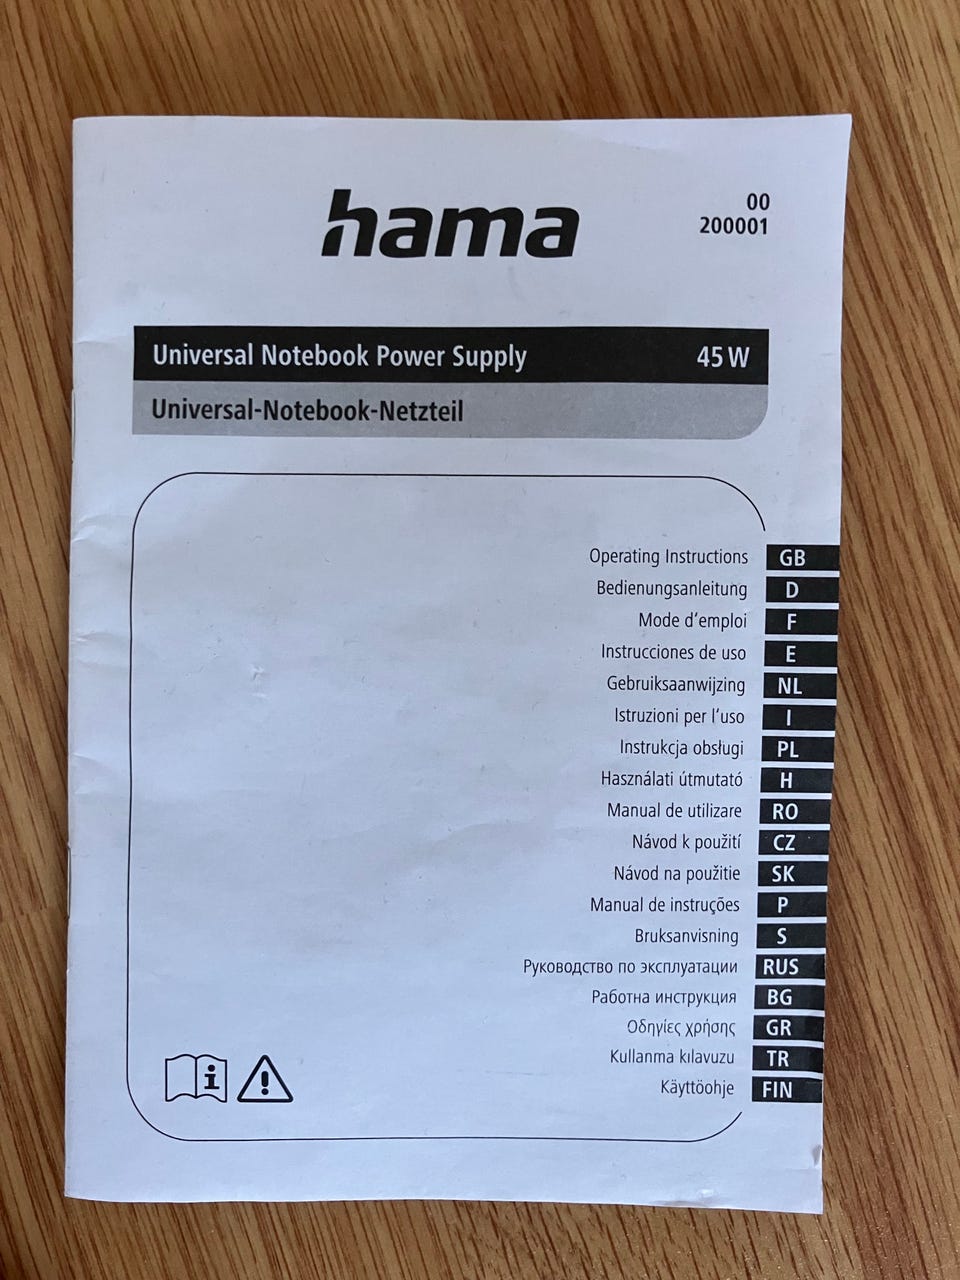 hama
00
200001
Universal Notebook Power Supply 45 W
Universal-Notebook-Netzteil
Operating Instructions GB
Bedienungsanleitung D
Mode d'emploi F
Instrucciones de uso E
Gebruiksaanwijzing NL
Istruzioni per l'uso I
Instrukcja obsługi PL
Használati útmutató H
Manual de utilizare RO
Návod k použití CZ
Návod na použitie SK
Manual de instruções P
Bruksanvisning S
Руководство по эксплуатации RUS
Работна инструкция BG
Οδηγίες χρήσης GR
Kullanma kılavuzu TR
Käyttöohje FIN